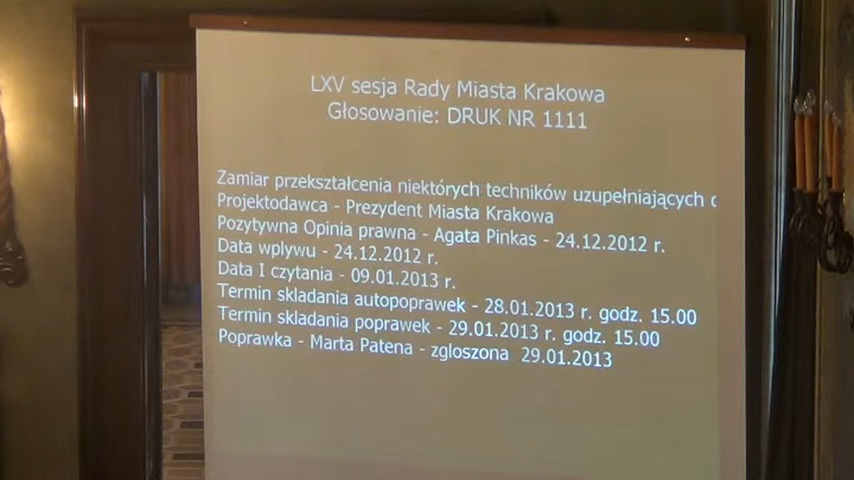 LXV sesja Rady Miasta Krakowa
Głosowanie: DRUK NR 1111
Zamiar przekształcenia niektórych techników uzupełniających
Projektodawca - Prezydent Miasta Krakowa
Pozytywna Opinia prawna - Agata Pinkas - 24.12.2012 r.
Data wplywu - 24.12.2012 r.
Data I czytania - 09.01.2013 r.
Termin skladania autopoprawek - 28.01.2013 r. godz. 15.00
Termin skladania poprawek - 29.01.2013 r. godz. 15.00
Poprawka - Marta Patena - zgloszona 29.01.2013